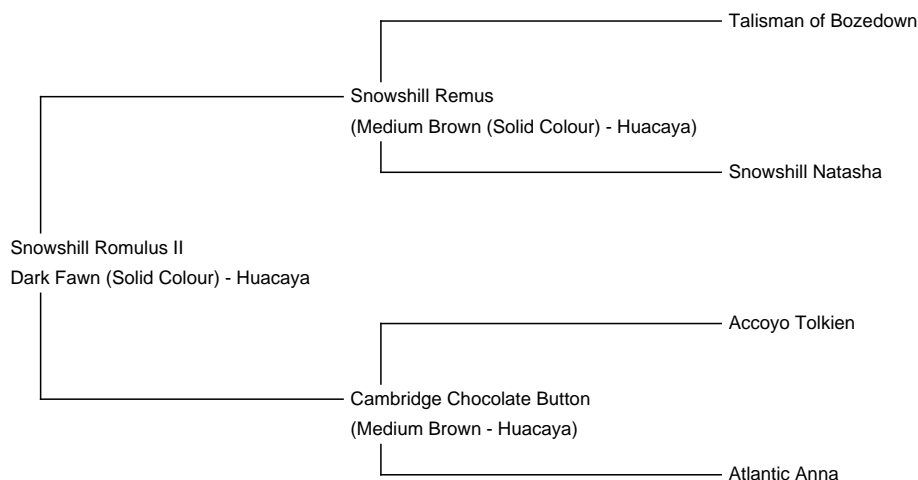 Talisman of Bozedown
Snowshill Remus
(Medium Brown (Solid Colour) - Huacaya)
Snowshill Natasha
Snowshill Romulus II
Dark Fawn (Solid Colour) - Huacaya
Accoyo Tolkien
Cambridge Chocolate Button
(Medium Brown - Huacaya)
Atlantic Anna